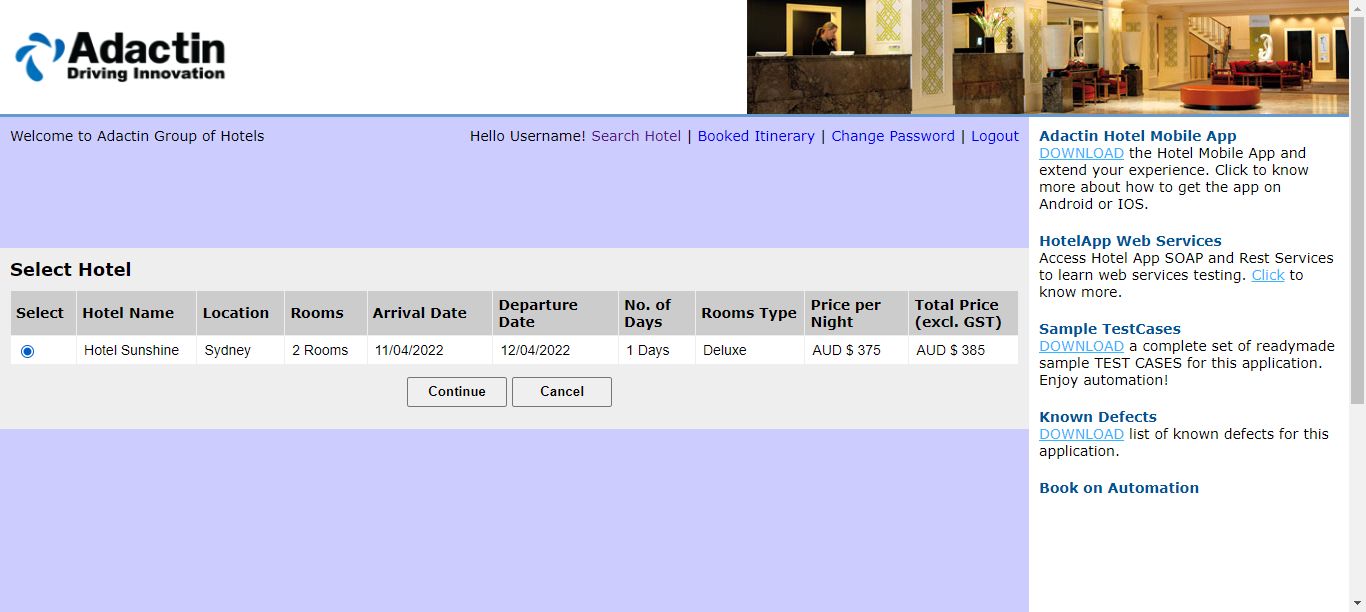 Adactin
Driving Innovation
Welcome to Adactin Group of Hotels
Hello Username! Search Hotel | Booked Itinerary | Change Password | Logout
Select Hotel
Select Hotel Name Location Rooms Arrival Date Departure Date No. of Days Rooms Type Price per Night Total Price (excl. GST)
Hotel Sunshine Sydney 2 Rooms 11/04/2022 12/04/2022 1 Days Deluxe AUD $ 375 AUD $ 385
Continue Cancel
Adactin Hotel Mobile App
DOWNLOAD the Hotel Mobile App and
extend your experience. Click to know
more about how to get the app on
Android or IOS.
HotelApp Web Services
Access Hotel App SOAP and Rest Services
to learn web services testing. Click to
know more.
Sample TestCases
DOWNLOAD a complete set of readymade
sample TEST CASES for this application.
Enjoy automation!
Known Defects
DOWNLOAD list of known defects for this
application.
Book on Automation